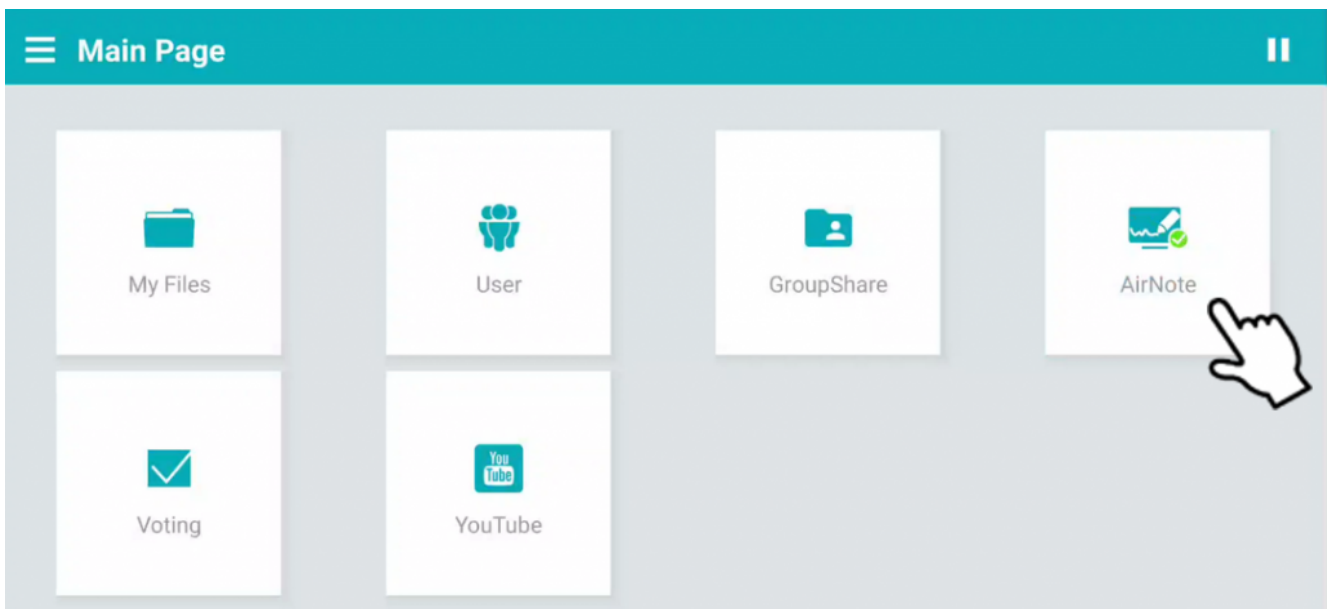 Main Page
My Files
User
GroupShare
AirNote
Voting
You
Tube
YouTube